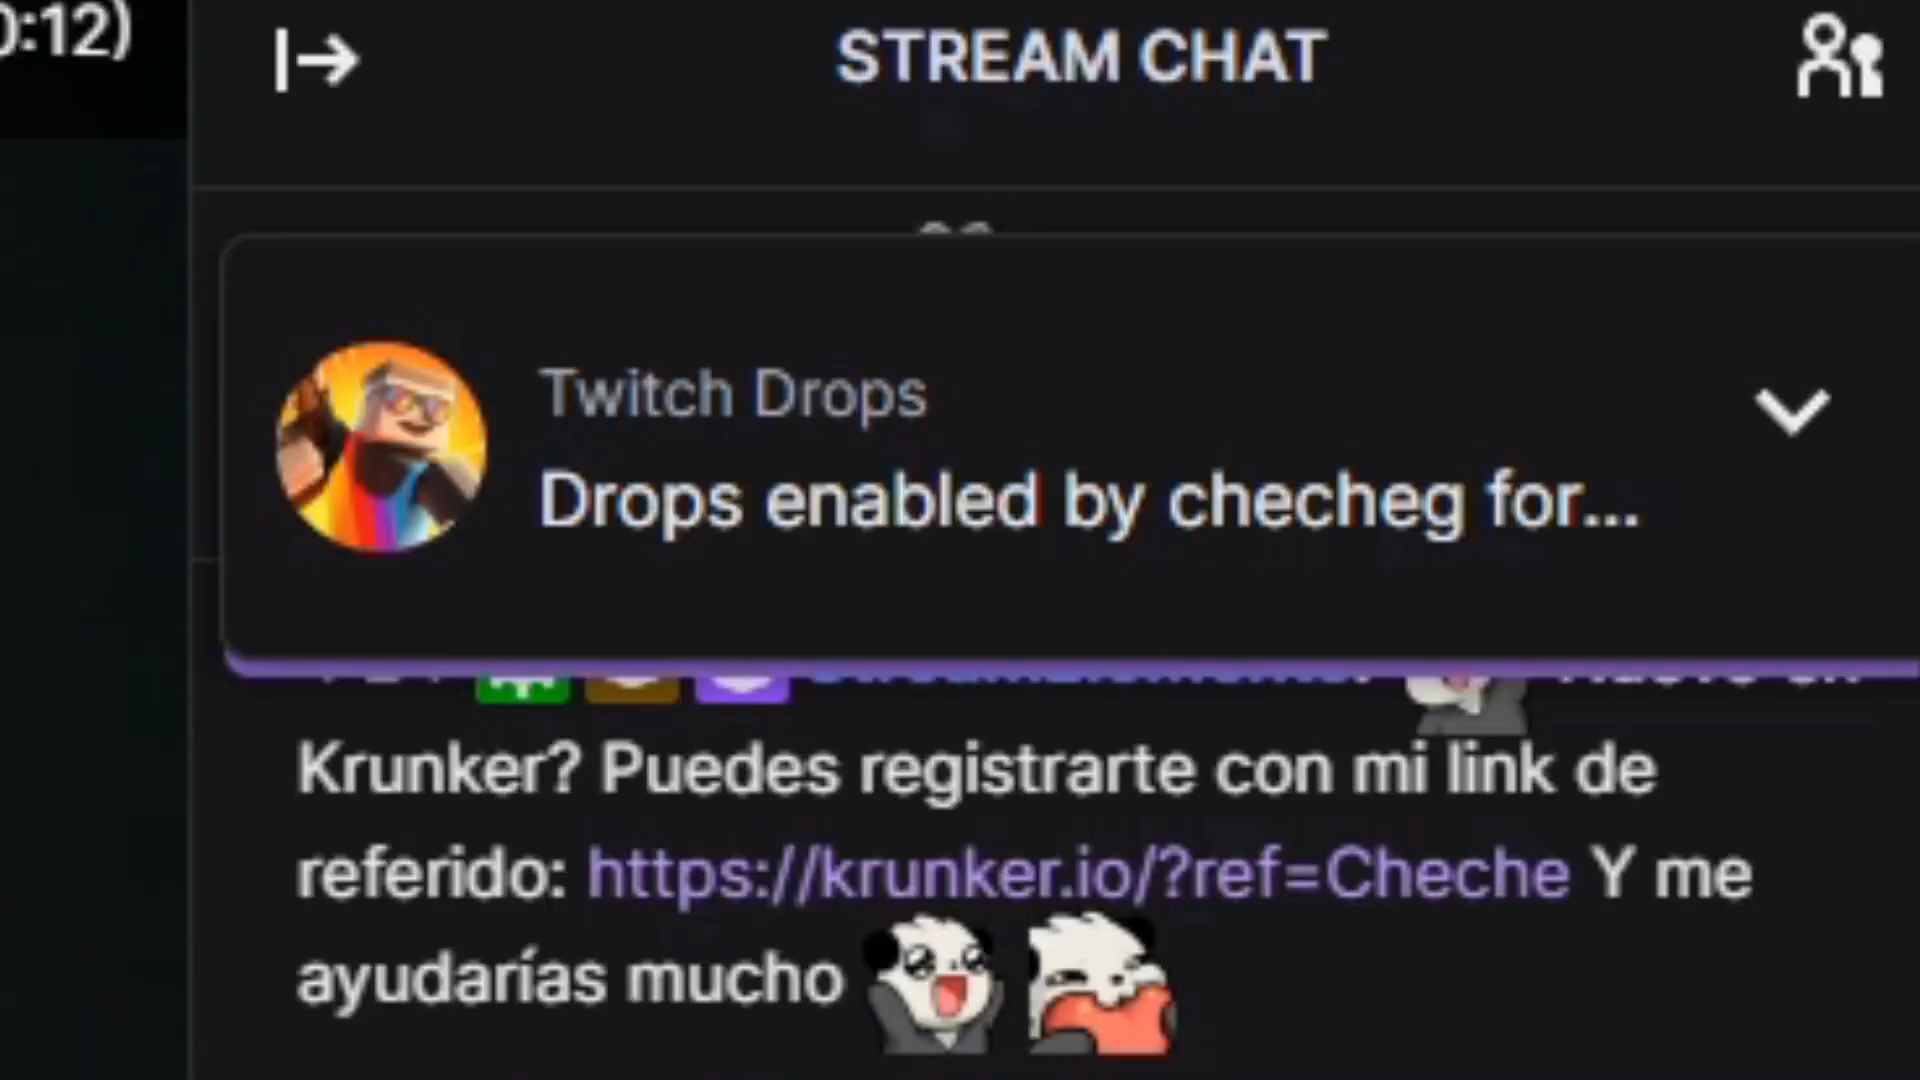 0:12)
STREAM CHAT
Twitch Drops
Drops enabled by checheg for...
Krunker? Puedes registrarte con mi link de
referido: https://krunker.io/?ref=Cheche Y me
ayudarías mucho